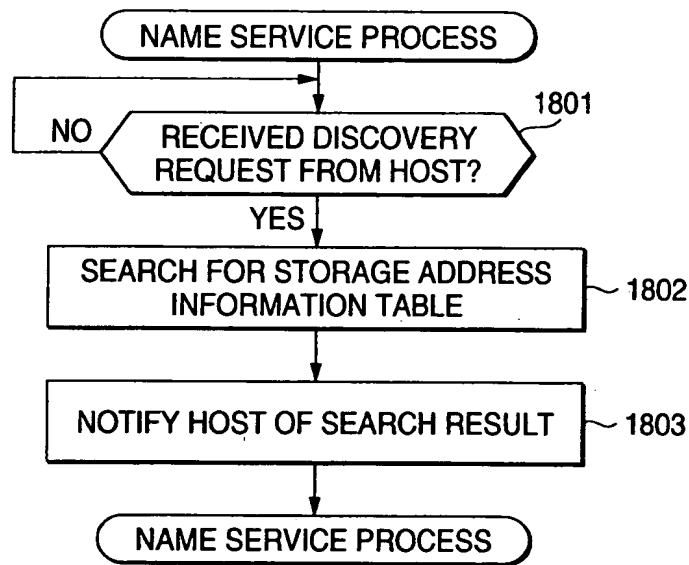 NAME SERVICE PROCESS
1801
NO
RECEIVED DISCOVERY
REQUEST FROM HOST?
YES
SEARCH FOR STORAGE ADDRESS
INFORMATION TABLE
1802
NOTIFY HOST OF SEARCH RESULT
1803
NAME SERVICE PROCESS